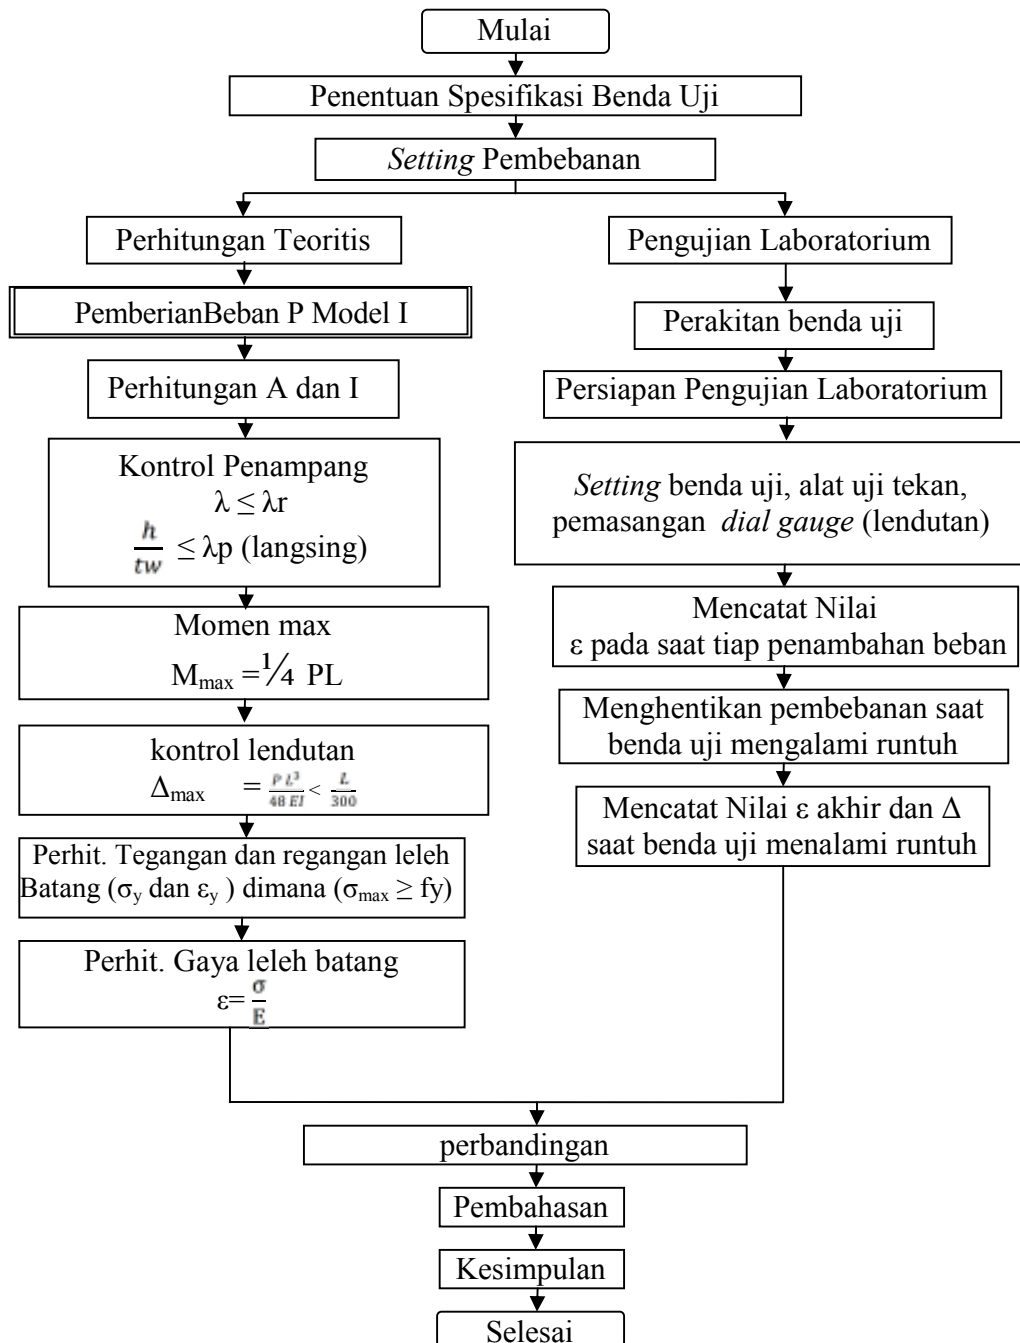 Mulai
Penentuan Spesifikasi Benda Uji
Setting Pembebanan
Perhitungan Teoritis
PemberianBeban P Model I
Perhitungan A dan I
Kontrol Penampang
λ ≤ λr
h/tw ≤ λp (langsing)
Momen max
Mmax =¼ PL
kontrol lendutan
Δmax = P L³/48 EI < L/300
Perhit. Tegangan dan regangan leleh
Batang (σy dan εy ) dimana (σmax ≥ fy)
Perhit. Gaya leleh batang
ε= σ/E
Pengujian Laboratorium
Perakitan benda uji
Persiapan Pengujian Laboratorium
Setting benda uji, alat uji tekan,
pemasangan dial gauge (lendutan)
Mencatat Nilai
ε pada saat tiap penambahan beban
Menghentikan pembebanan saat
benda uji mengalami runtuh
Mencatat Nilai ε akhir dan Δ
saat benda uji menalami runtuh
perbandingan
Pembahasan
Kesimpulan
Selesai